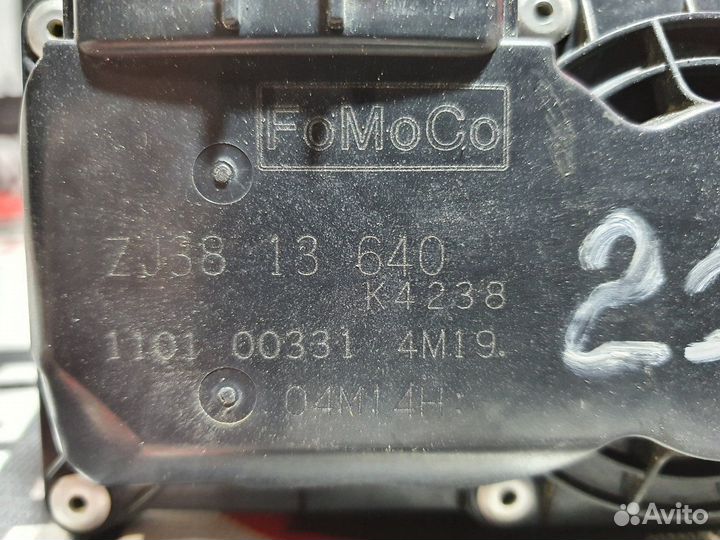 FoMoCo
ZJ38 13 640
K4238
1101 00331 4M19.
04M14H
Avito